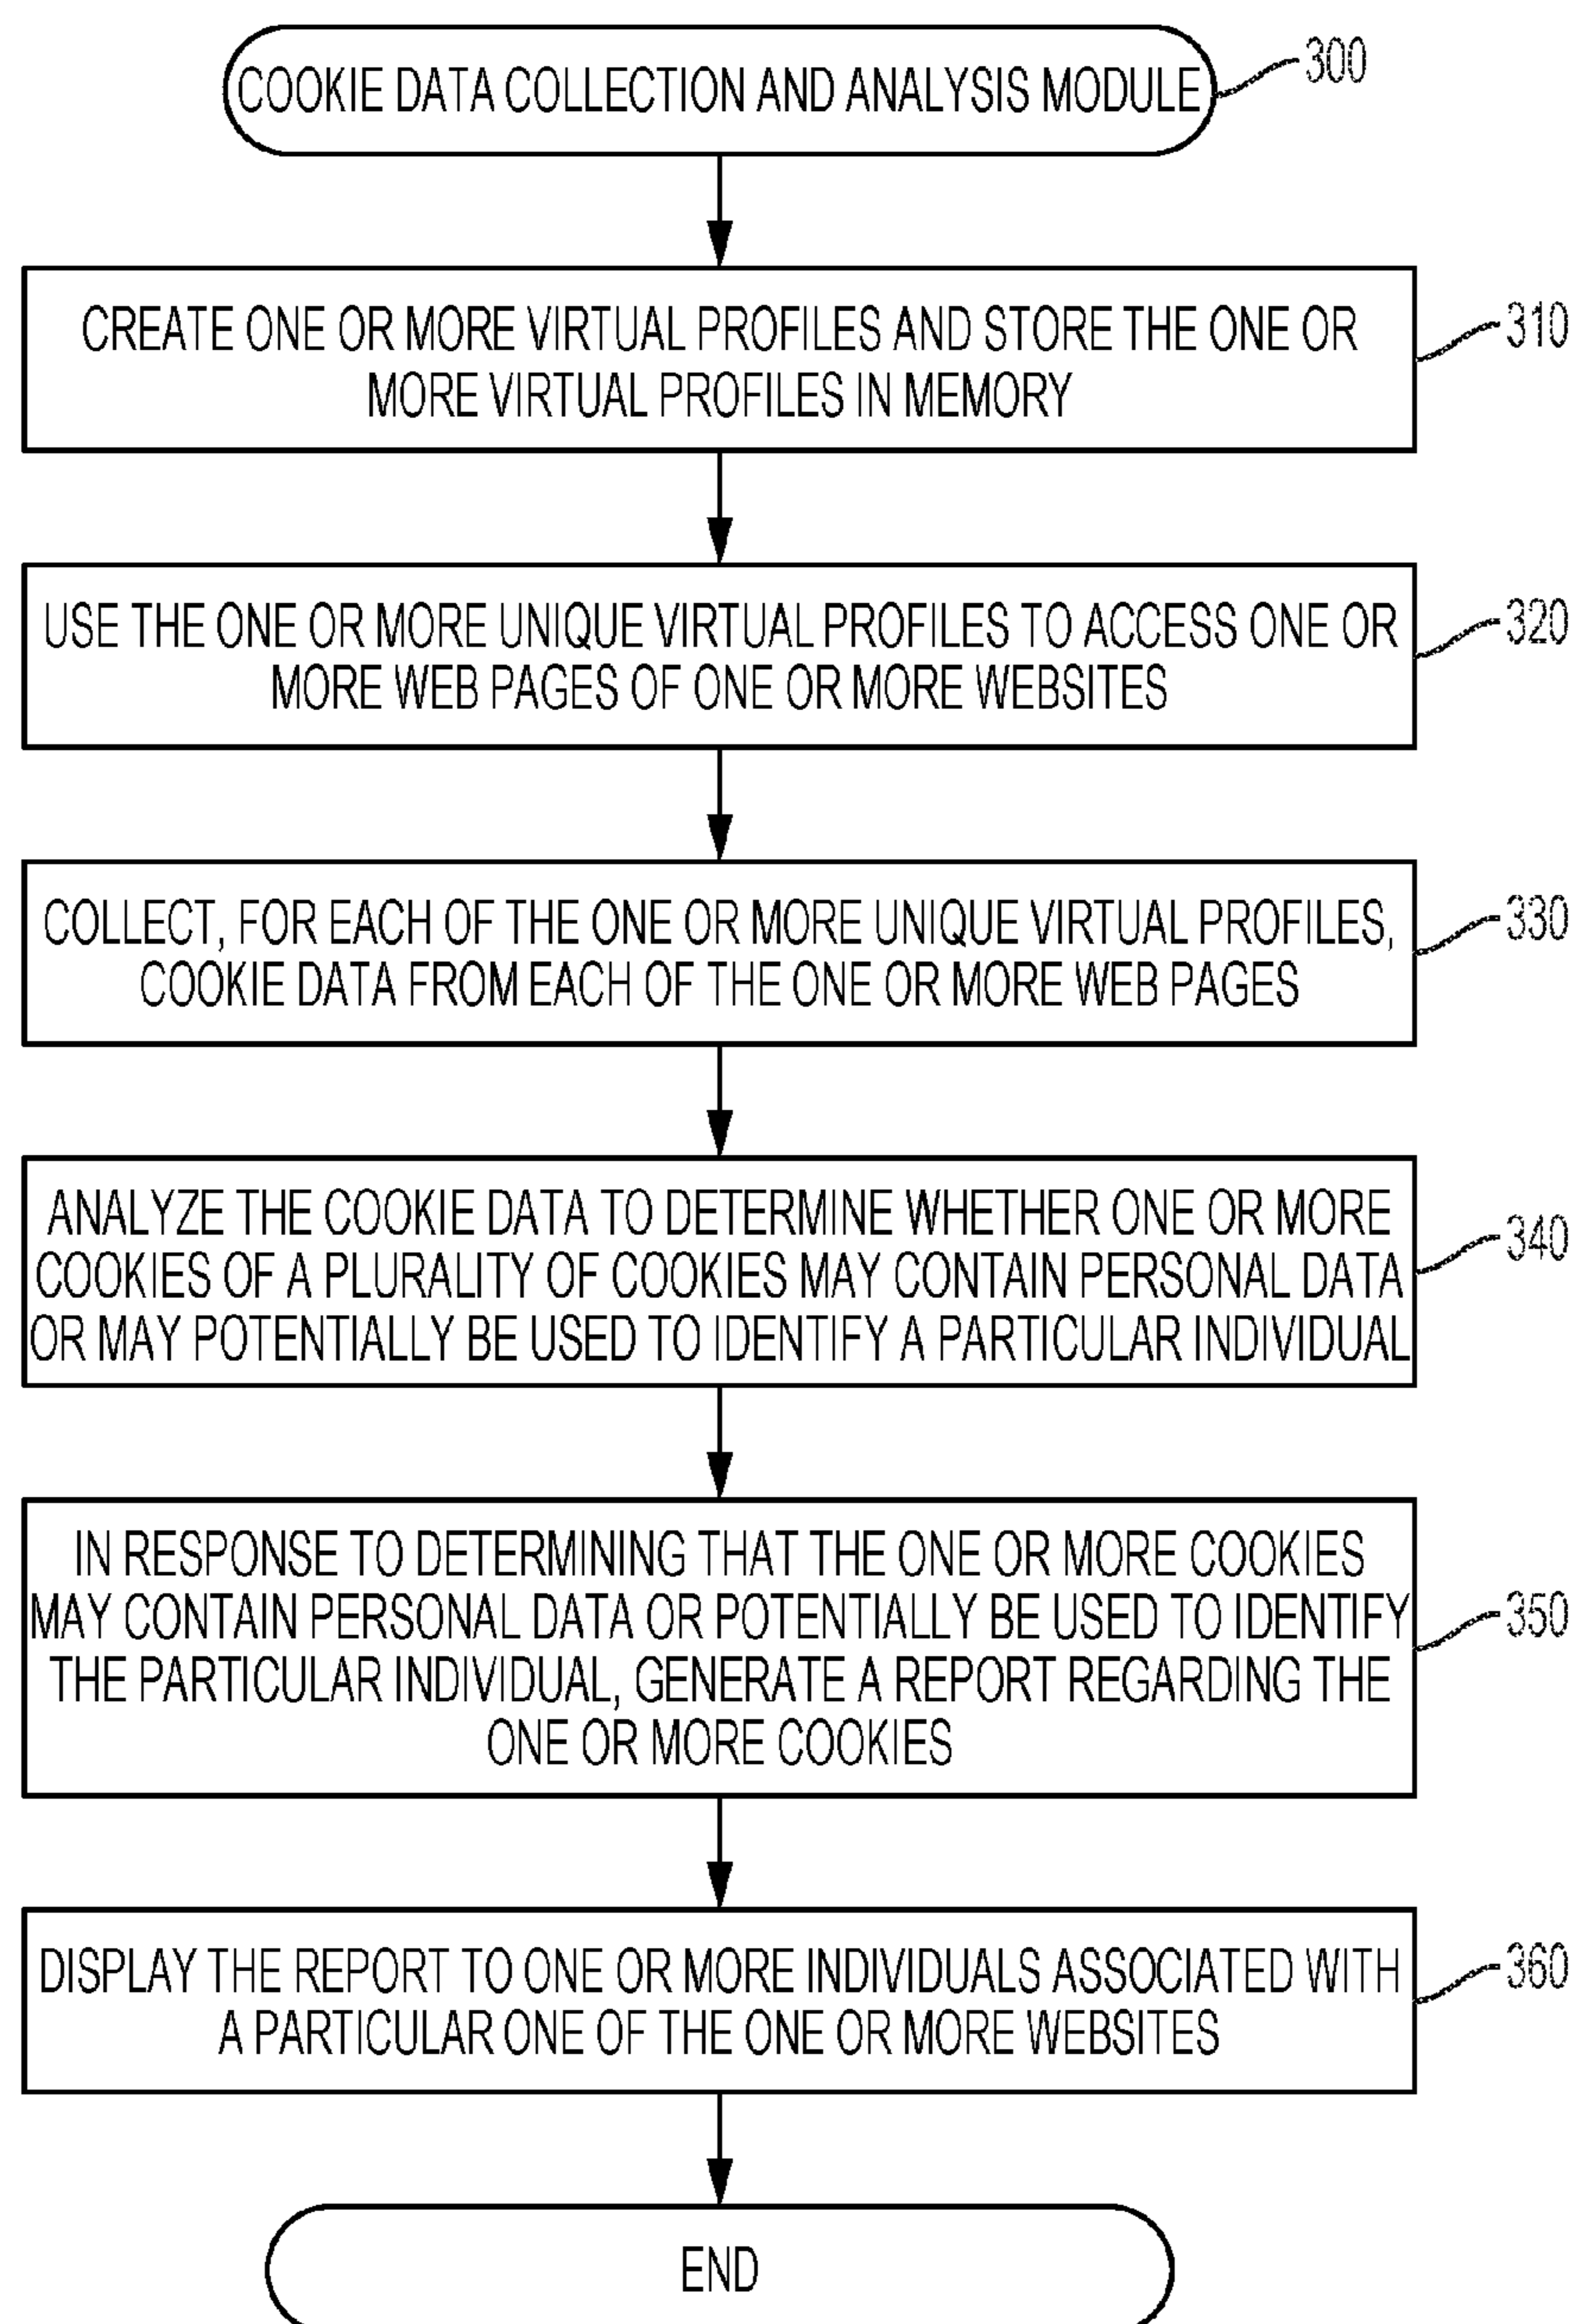 COOKIE DATA COLLECTION AND ANALYSIS MODULE
300
CREATE ONE OR MORE VIRTUAL PROFILES AND STORE THE ONE OR
MORE VIRTUAL PROFILES IN MEMORY
310
USE THE ONE OR MORE UNIQUE VIRTUAL PROFILES TO ACCESS ONE OR
MORE WEB PAGES OF ONE OR MORE WEBSITES
320
COLLECT, FOR EACH OF THE ONE OR MORE UNIQUE VIRTUAL PROFILES,
COOKIE DATA FROM EACH OF THE ONE OR MORE WEB PAGES
330
ANALYZE THE COOKIE DATA TO DETERMINE WHETHER ONE OR MORE
COOKIES OF A PLURALITY OF COOKIES MAY CONTAIN PERSONAL DATA
OR MAY POTENTIALLY BE USED TO IDENTIFY A PARTICULAR INDIVIDUAL
340
IN RESPONSE TO DETERMINING THAT THE ONE OR MORE COOKIES
MAY CONTAIN PERSONAL DATA OR POTENTIALLY BE USED TO IDENTIFY
THE PARTICULAR INDIVIDUAL, GENERATE A REPORT REGARDING THE
ONE OR MORE COOKIES
350
DISPLAY THE REPORT TO ONE OR MORE INDIVIDUALS ASSOCIATED WITH
A PARTICULAR ONE OF THE ONE OR MORE WEBSITES
360
END